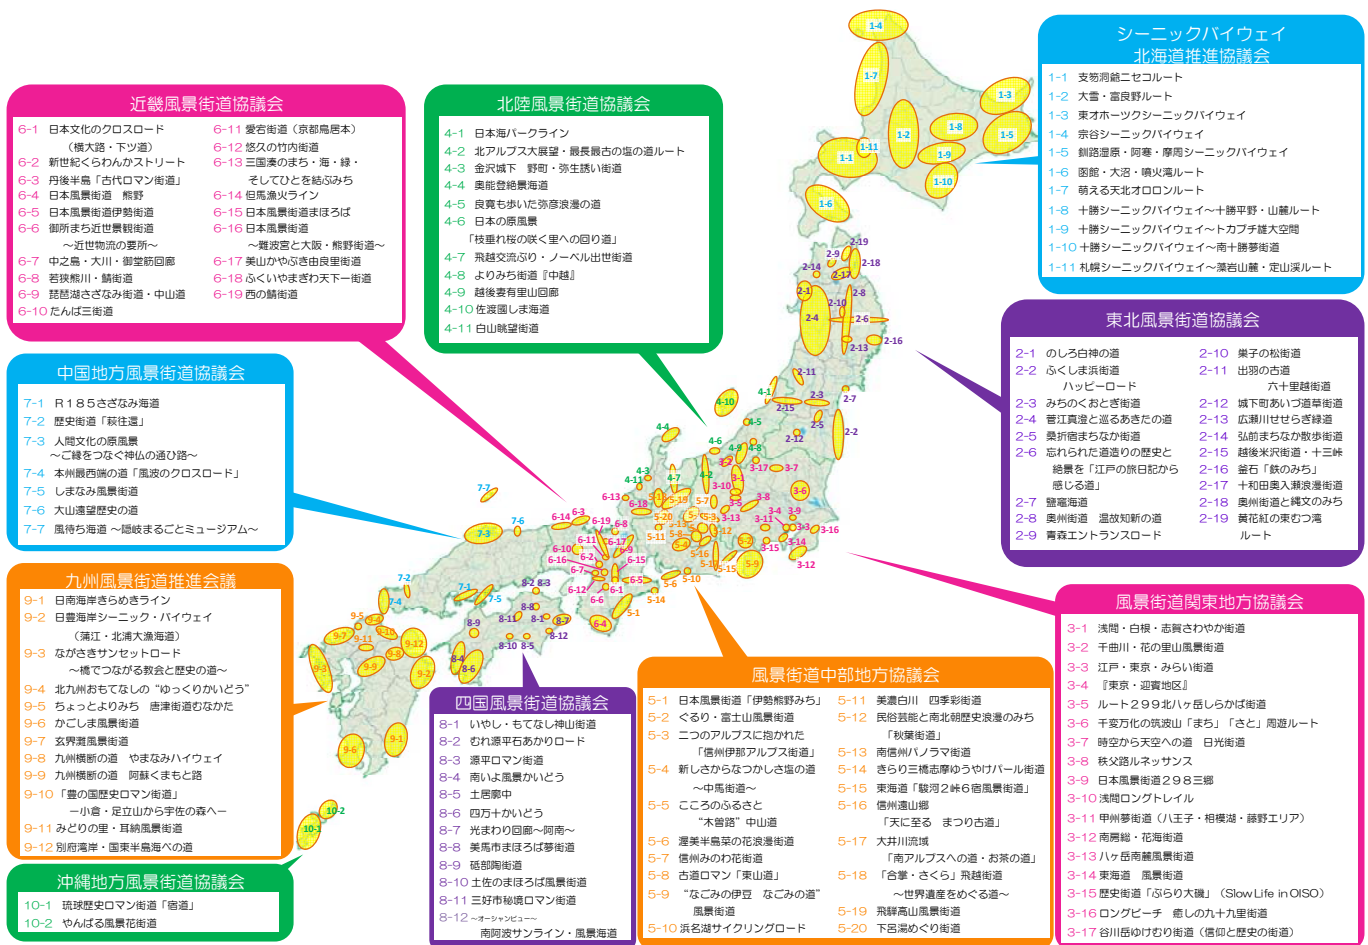 シーニックバイウェイ
北海道推進協議会
1-1 支笏洞爺ニセコルート
1-2 大雪・富良野ルート
1-3 東オホーツクシーニックバイウェイ
1-4 宗谷シーニックバイウェイ
1-5 釧路湿原・阿寒・摩周シーニックバイウェイ
1-6 函館・大沼・噴火湾ルート
1-7 萌える天北オロロンルート
1-8 十勝シーニックバイウェイ~十勝平野・山麓ルート
1-9 十勝シーニックバイウェイ~トカプチ雄大空間
1-10 十勝シーニックバイウェイ~南十勝夢街道
1-11 札幌シーニックバイウェイ~藻岩山麓・定山渓ルート
近畿風景街道協議会
6-1 日本文化のクロスロード
(横大路・下ツ道)
6-2 新世紀くらわんかストリート
6-3 丹後半島「古代ロマン街道」
6-4 日本風景街道 熊野
6-5 日本風景街道伊勢街道
6-6 御所まち近世景観街道
~近世物流の要所~
6-7 中之島・大川・御堂筋回廊
6-8 若狭熊川・鯖街道
6-9 琵琶湖さざなみ街道・中山道
6-10 たんば三街道
6-11 愛宕街道(京都鳥居本)
6-12 悠久の竹内街道
6-13 三国湊のまち・海・緑・
そしてひとを結ぶみち
6-14 但馬漁火ライン
6-15 日本風景街道まほろば
6-16 日本風景街道
~難波宮と大阪・熊野街道~
6-17 美山かやぶき由良里街道
6-18 ふくいやまぎわ天下一街道
6-19 西の鯖街道
北陸風景街道協議会
4-1 日本海パークライン
4-2 北アルプス大展望・最長最古の塩の道ルート
4-3 金沢城下 野町・弥生誘い街道
4-4 奥能登絶景海道
4-5 良寛も歩いた弥彦浪漫の道
4-6 日本の原風景
「枝垂れ桜の咲く里への回り道」
4-7 飛越交流ぶり・ノーベル出世街道
4-8 よりみち街道『中越』
4-9 越後妻有里山回廊
4-10 佐渡國しま海道
4-11 白山眺望街道
東北風景街道協議会
2-1 のしろ白神の道
2-2 ふくしま浜街道
ハッピーロード
2-3 みちのくおとぎ街道
2-4 菅江真澄と巡るあきたの道
2-5 桑折宿まちなか街道
2-6 忘れられた道造りの歴史と
絶景を「江戸の旅日記から
感じる道」
2-7 鹽竈海道
2-8 奥州街道 温故知新の道
2-9 青森エントランスロード
2-10 巣子の松街道
2-11 出羽の古道
六十里越街道
2-12 城下町あいづ道草街道
2-13 広瀬川せせらぎ緑道
2-14 弘前まちなか散歩街道
2-15 越後米沢街道・十三峠
2-16 釜石「鉄のみち」
2-17 十和田奥入瀬浪漫街道
2-18 奥州街道と縄文のみち
2-19 黄花紅の東むつ湾
ルート
中国地方風景街道協議会
7-1 R185さざなみ海道
7-2 歴史街道「萩往還」
7-3 人間文化の原風景
~ご縁をつなぐ神仏の通ひ路~
7-4 本州最西端の道「風波のクロスロード」
7-5 しまなみ風景街道
7-6 大山遠望歴史の道
7-7 風待ち海道 ~隠岐まるごとミュージアム~
九州風景街道推進会議
9-1 日南海岸きらめきライン
9-2 日豊海岸シーニック・バイウェイ
(蒲江・北浦大漁海道)
9-3 ながさきサンセットロード
~橋でつながる教会と歴史の道~
9-4 北九州おもてなしの“ゆっくりかいどう”
9-5 ちょっとよりみち 唐津街道むなかた
9-6 かごしま風景街道
9-7 玄界灘風景街道
9-8 九州横断の道 やまなみハイウェイ
9-9 九州横断の道 阿蘇くまもと路
9-10 「豊の国歴史ロマン街道」
ー小倉・足立山から宇佐の森へー
9-11 みどりの里・耳納風景街道
9-12 別府湾岸・国東半島海べの道
沖縄地方風景街道協議会
10-1 琉球歴史ロマン街道「宿道」
10-2 やんばる風景花街道
四国風景街道協議会
8-1 いやし・もてなし神山街道
8-2 むれ源平石あかりロード
8-3 源平ロマン街道
8-4 南いよ風景かいどう
8-5 土居廓中
8-6 四万十かいどう
8-7 光まわり回廊~阿南~
8-8 美馬市まほろば夢街道
8-9 砥部陶街道
8-10 土佐のまほろば風景街道
8-11 三好市秘境ロマン街道
8-12 ~オーシャンビュー~
南阿波サンライン・風景海道
風景街道中部地方協議会
5-1 日本風景街道「伊勢熊野みち」
5-2 ぐるり・富士山風景街道
5-3 二つのアルプスに抱かれた
「信州伊那アルプス街道」
5-4 新しさからなつかしさ塩の道
~中馬街道~
5-5 こころのふるさと
“木曽路”中山道
5-6 渥美半島菜の花浪漫街道
5-7 信州みのわ花街道
5-8 古道ロマン「東山道」
5-9 “なごみの伊豆 なごみの道”
風景街道
5-10 浜名湖サイクリングロード
5-11 美濃白川 四季彩街道
5-12 民俗芸能と南北朝歴史浪漫のみち
「秋葉街道」
5-13 南信州パノラマ街道
5-14 きらり三橋志摩ゆうやけパール街道
5-15 東海道「駿河2峠6宿風景街道」
5-16 信州遠山郷
「天に至る まつり古道」
5-17 大井川流域
「南アルプスへの道・お茶の道」
5-18 「合掌・さくら」飛越街道
~世界遺産をめぐる道~
5-19 飛騨高山風景街道
5-20 下呂湯めぐり街道
風景街道関東地方協議会
3-1 浅間・白根・志賀さわやか街道
3-2 千曲川・花の里山風景街道
3-3 江戸・東京・みらい街道
3-4 『東京・迎賓地区』
3-5 ルート299北八ヶ岳しらかば街道
3-6 千変万化の筑波山「まち」「さと」周遊ルート
3-7 時空から天空への道 日光街道
3-8 秩父路ルネッサンス
3-9 日本風景街道298三郷
3-10 浅間ロングトレイル
3-11 甲州夢街道(八王子・相模湖・藤野エリア)
3-12 南房総・花海街道
3-13 八ヶ岳南麓風景街道
3-14 東海道 風景街道
3-15 歴史街道「ぶらり大磯」(Slow Life in OISO)
3-16 ロングビーチ 癒しの九十九里街道
3-17 谷川岳ゆけむり街道(信仰と歴史の街道)